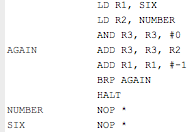 LD R1, SIX
LD R2, NUMBER
AND R3, R3, #0
AGAIN ADD R3, R3, R2
ADD R1, R1, #-1
BRP AGAIN
HALT
NUMBER NOP *
SIX NOP *